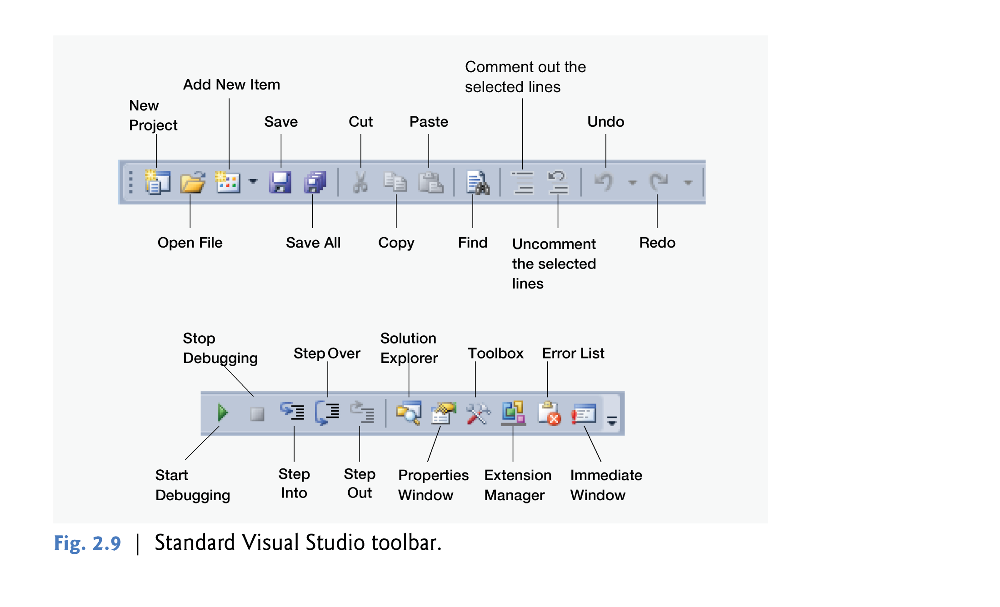 Comment out the
selected lines
Add New Item
New
Project
Save
Cut
Paste
Undo
Open File
Save All
Copy
Find
Uncomment
the selected
lines
Redo
Stop
Debugging
Step Over
Solution
Explorer
Toolbox
Error List
Start
Debugging
Step
Into
Step
Out
Properties
Window
Extension
Manager
Immediate
Window
Fig. 2.9 | Standard Visual Studio toolbar.